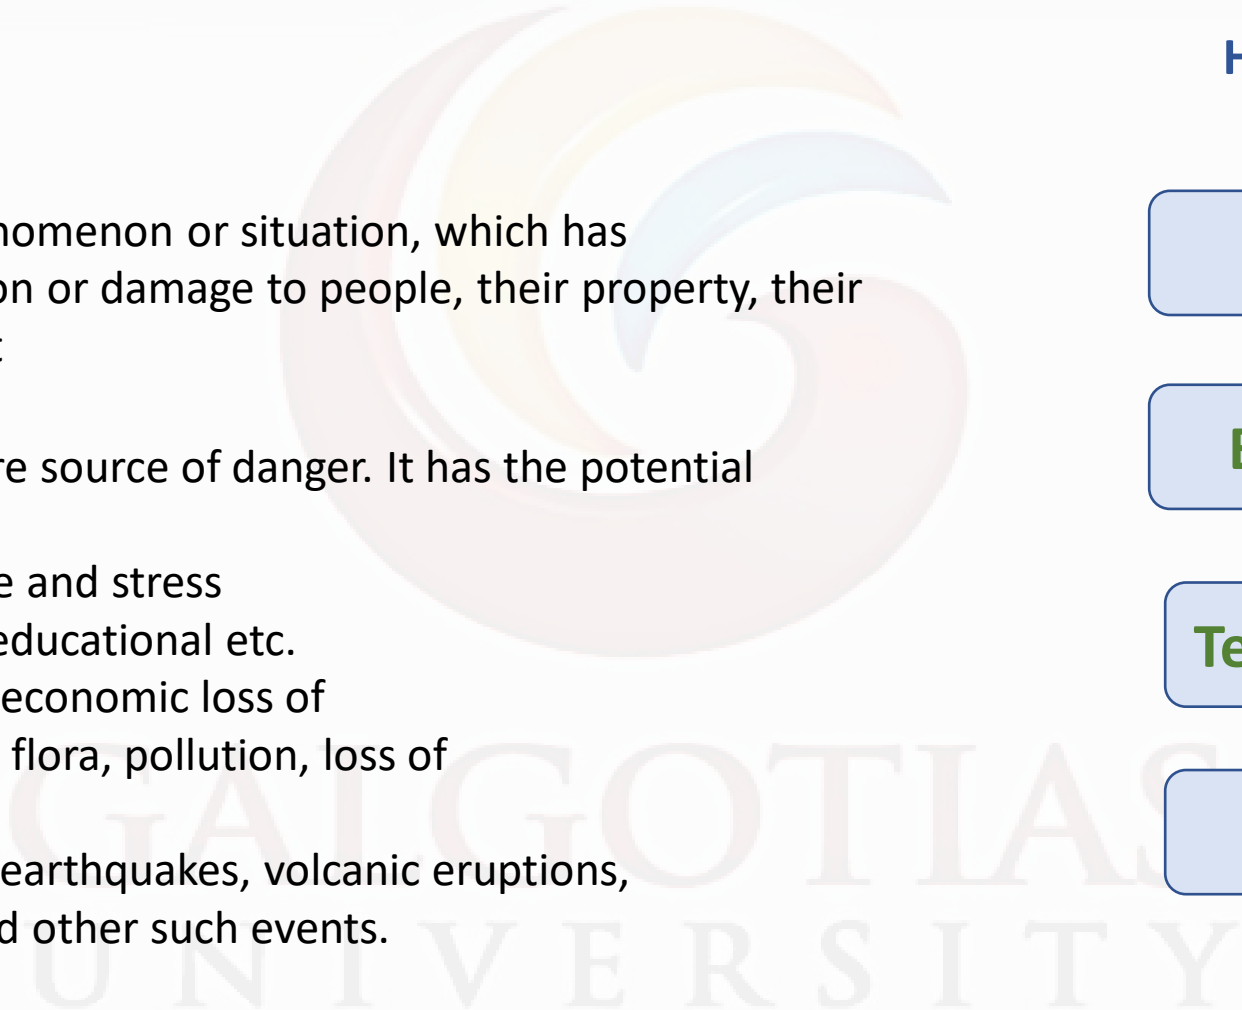 nomenon or situation, which has
on or damage to people, their property, their
t
re source of danger. It has the potential
e and stress
educational etc.
economic loss of
flora, pollution, loss of
earthquakes, volcanic eruptions,
d other such events.
H
E
Te
GALGOTIAS
UNIVERSITY